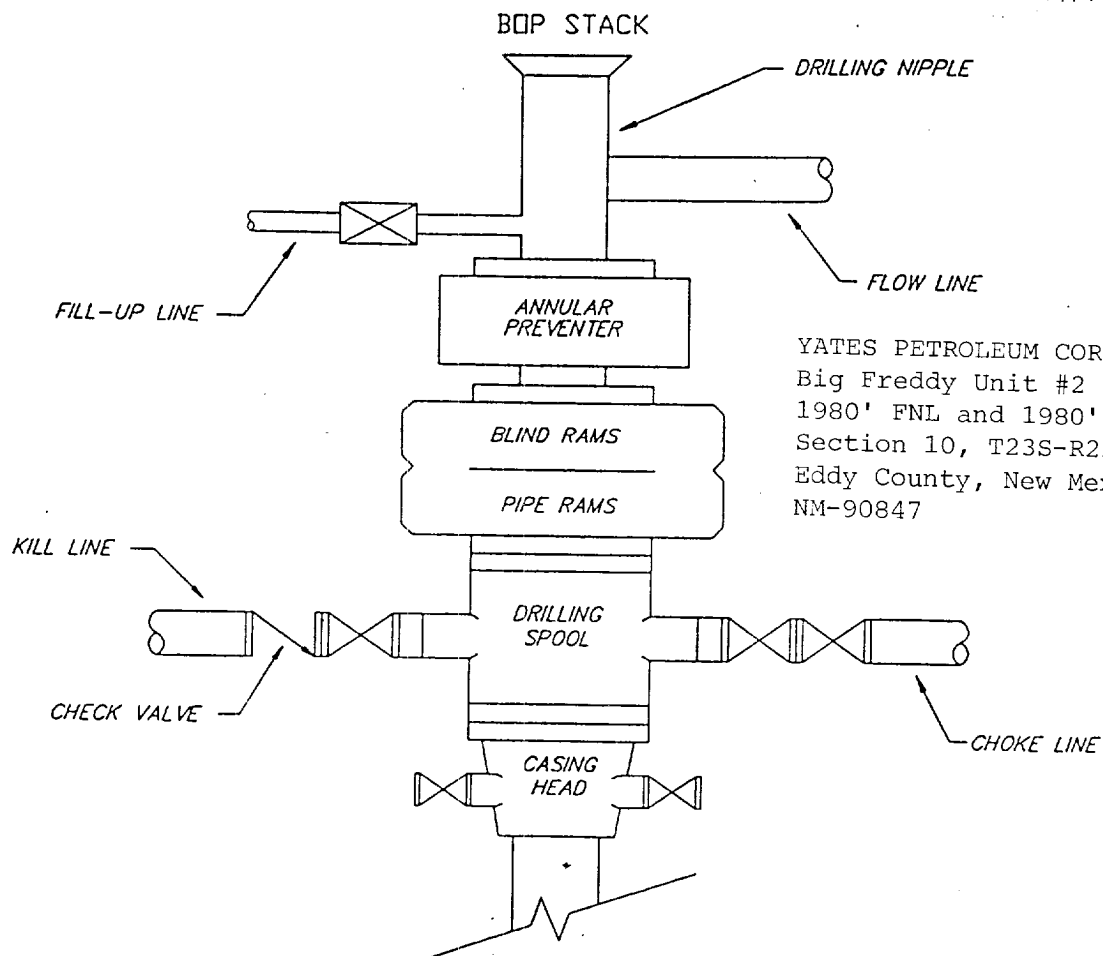 BOP STACK
DRILLING NIPPLE
FLOW LINE
FILL-UP LINE
ANNULAR
PREVENTER
YATES PETROLEUM COR
Big Freddy Unit #2
1980' FNL and 1980'
Section 10, T23S-R2
Eddy County, New Me
NM-90847
BLIND RAMS
PIPE RAMS
KILL LINE
DRILLING
SPOOL
CHECK VALVE
CHOKE LINE
CASING
HEAD